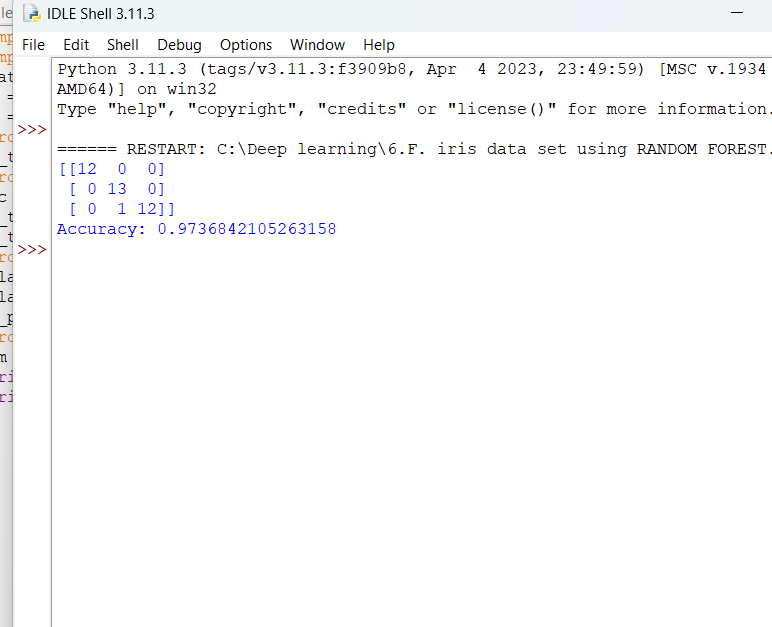 IDLE Shell 3.11.3
File Edit Shell Debug Options Window Help
Python 3.11.3 (tags/v3.11.3:f3909b8, Apr  4 2023, 23:49:59) [MSC v.1934
AMD64)] on win32
Type "help", "copyright", "credits" or "license()" for more information.
>>>
====== RESTART: C:\Deep learning\6.F. iris data set using RANDOM FOREST.
[[12  0  0]
 [ 0 13  0]
 [ 0  1 12]]
Accuracy: 0.9736842105263158
>>>